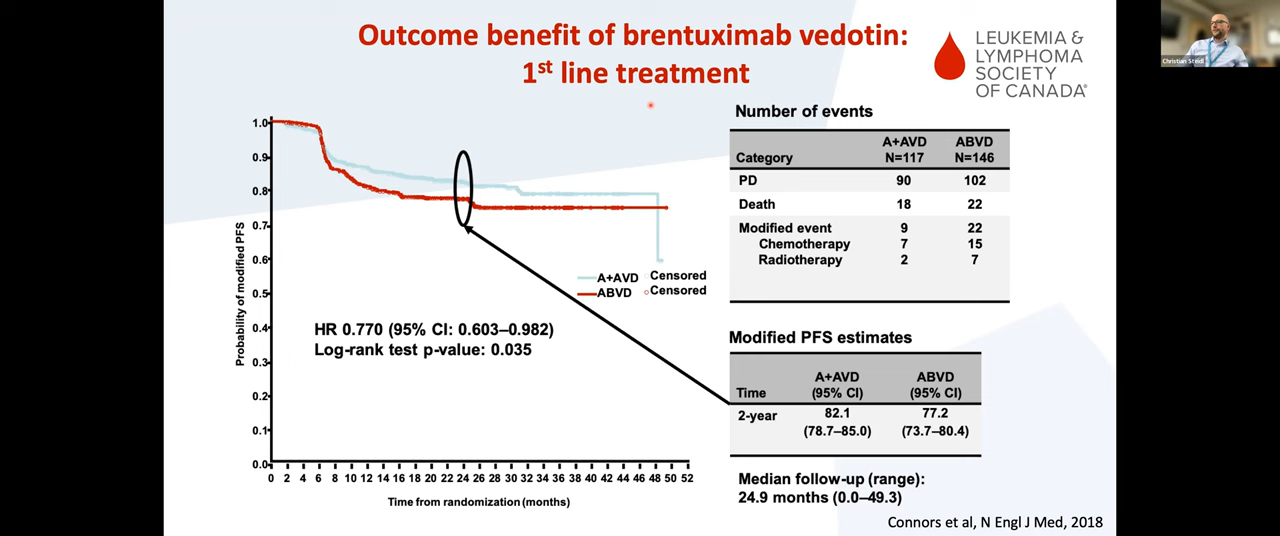 Outcome benefit of brentuximab vedotin:
1st line treatment
LEUKEMIA &
LYMPHOMA
SOCIETY
OF CANADA®
Christian Steidl
Probability of modified PFS
1.0
0.9
0.8
0.7
0.6
0.5
0.4
0.3
0.2
0.1
0.0
A+AVD Censored
ABVD Censored
HR 0.770 (95% CI: 0.603–0.982)
Log-rank test p-value: 0.035
0 2 4 6 8 10 12 14 16 18 20 22 24 26 28 30 32 34 36 38 40 42 44 46 48 50 52
Time from randomization (months)
Number of events
Category A+AVD N=117 ABVD N=146
PD 90 102
Death 18 22
Modified event 9 22
Chemotherapy 7 15
Radiotherapy 2 7
Modified PFS estimates
Time A+AVD (95% CI) ABVD (95% CI)
2-year 82.1 77.2
(78.7–85.0) (73.7–80.4)
Median follow-up (range):
24.9 months (0.0–49.3)
Connors et al, N Engl J Med, 2018